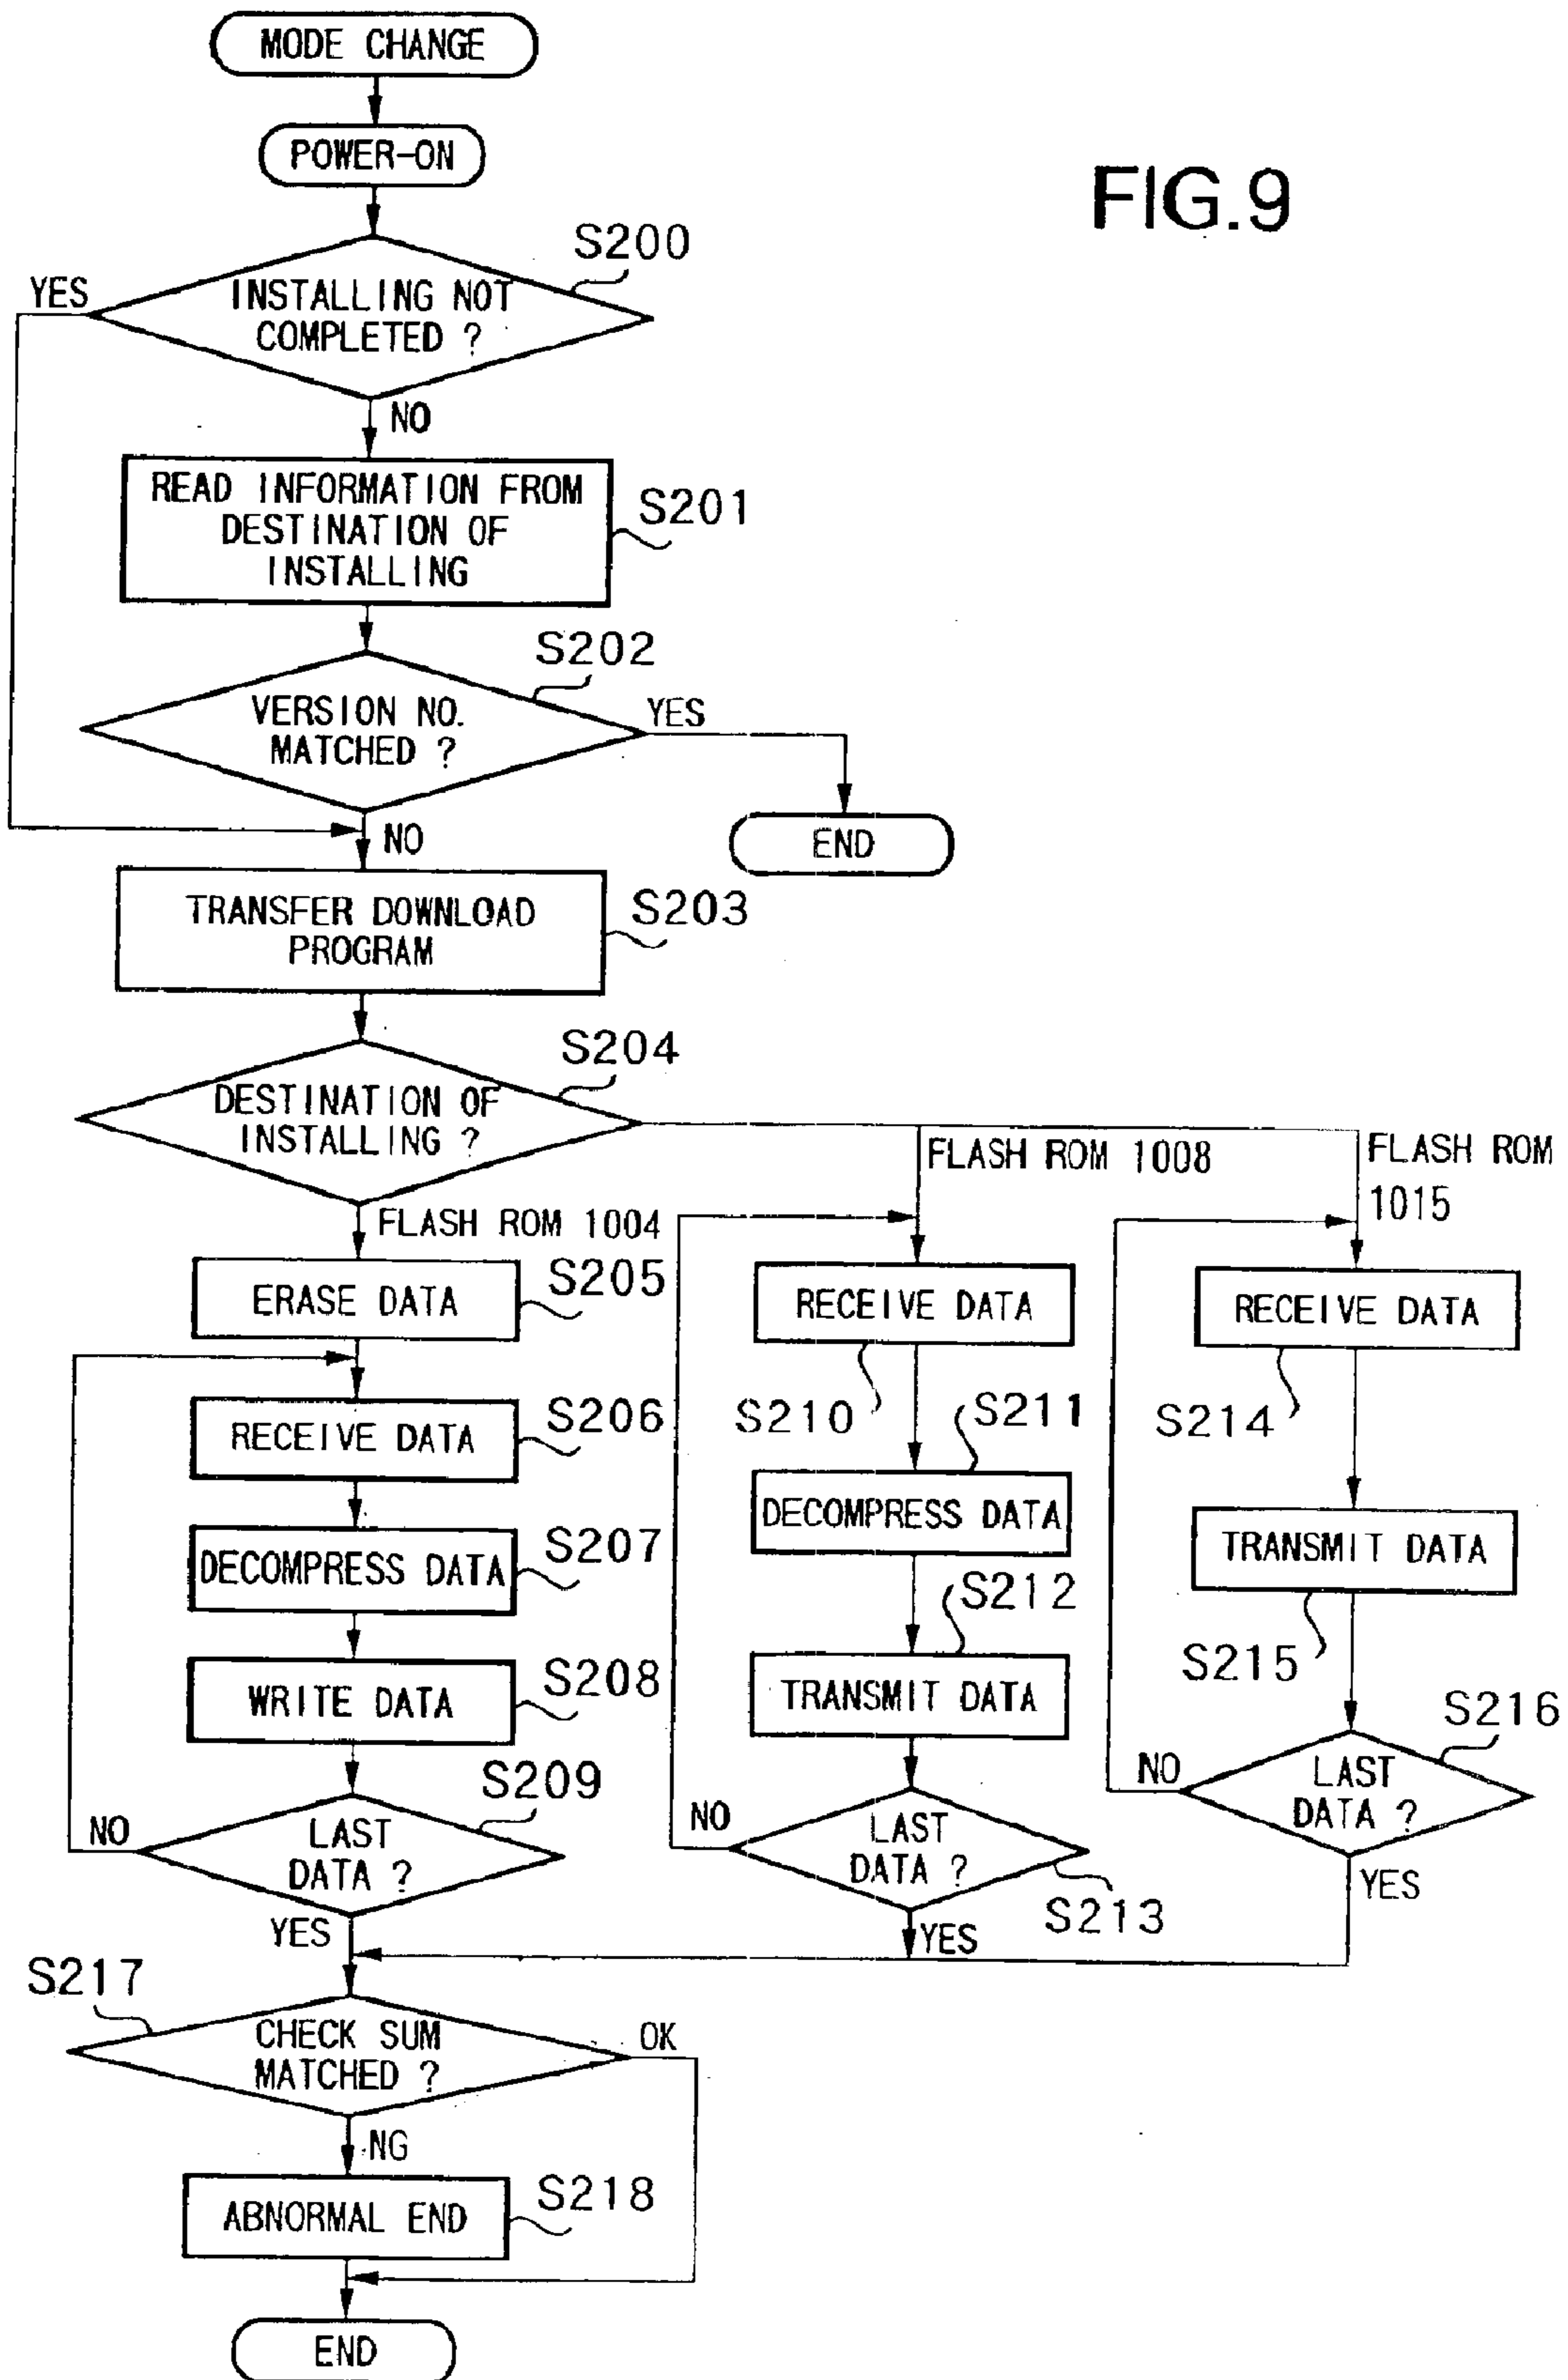 MODE CHANGE
POWER-ON
FIG.9
S200
YES
INSTALLING NOT
COMPLETED ?
NO
READ INFORMATION FROM
DESTINATION OF
INSTALLING
S201
S202
VERSION NO.
MATCHED ?
YES
NO
END
TRANSFER DOWNLOAD
PROGRAM
S203
S204
DESTINATION OF
INSTALLING ?
FLASH ROM 1008
FLASH ROM
1015
FLASH ROM 1004
ERASE DATA
S205
RECEIVE DATA
S206
DECOMPRESS DATA
S207
WRITE DATA
S208
S209
NO
LAST
DATA ?
YES
RECEIVE DATA
S210
S211
DECOMPRESS DATA
S212
TRANSMIT DATA
NO
LAST
DATA ?
S213
YES
RECEIVE DATA
S214
TRANSMIT DATA
S215
S216
NO
LAST
DATA ?
YES
S217
CHECK SUM
MATCHED ?
OK
NG
ABNORMAL END
S218
END